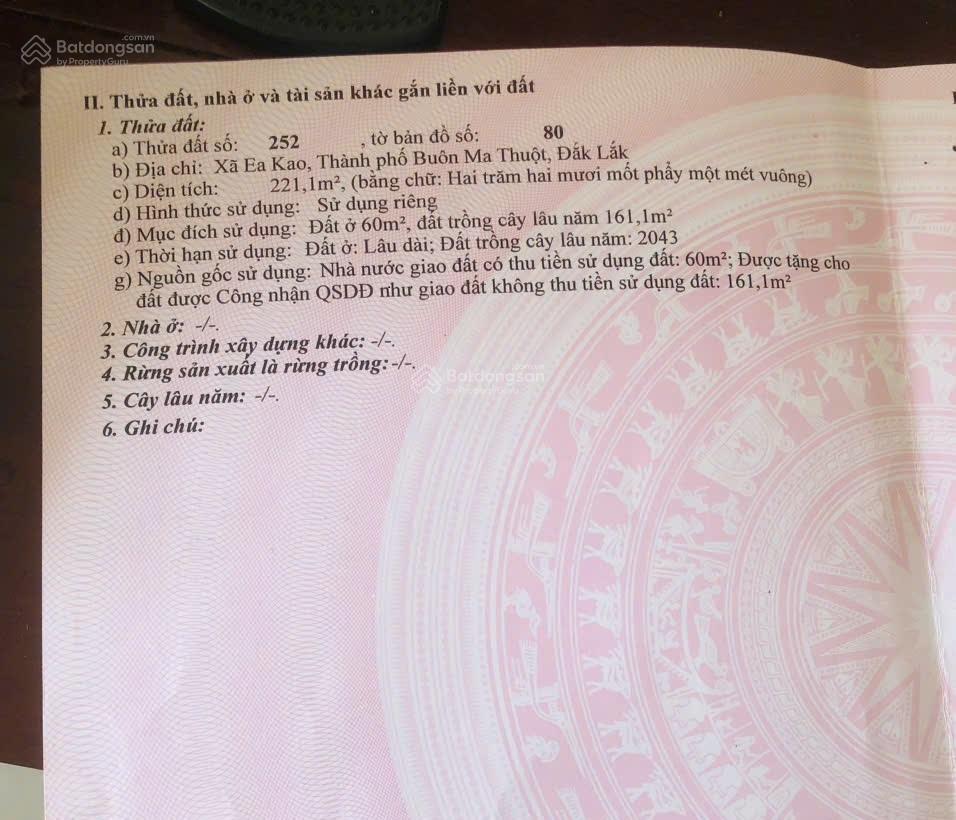 Batdongsan
.com.vn
by PropertyGuru
II. Thửa đất, nhà ở và tài sản khác gắn liền với đất
1. Thửa đất:
a) Thửa đất số: 252 , tờ bản đồ số: 80
b) Địa chỉ: Xã Ea Kao, Thành phố Buôn Ma Thuột, Đắk Lắk
c) Diện tích: 221,1m², (bằng chữ: Hai trăm hai mươi mốt phẩy một mét vuông)
d) Hình thức sử dụng: Sử dụng riêng
đ) Mục đích sử dụng: Đất ở 60m², đất trồng cây lâu năm 161,1m²
e) Thời hạn sử dụng: Đất ở: Lâu dài; Đất trồng cây lâu năm: 2043
g) Nguồn gốc sử dụng: Nhà nước giao đất có thu tiền sử dụng đất: 60m²; Được tặng cho
đất được Công nhận QSDĐ như giao đất không thu tiền sử dụng đất: 161,1m²
2. Nhà ở: -/-.
3. Công trình xây dựng khác: -/-.
4. Rừng sản xuất là rừng trồng: -/-.
Batdongsan
5. Cây lâu năm: -/-.
6. Ghi chú: